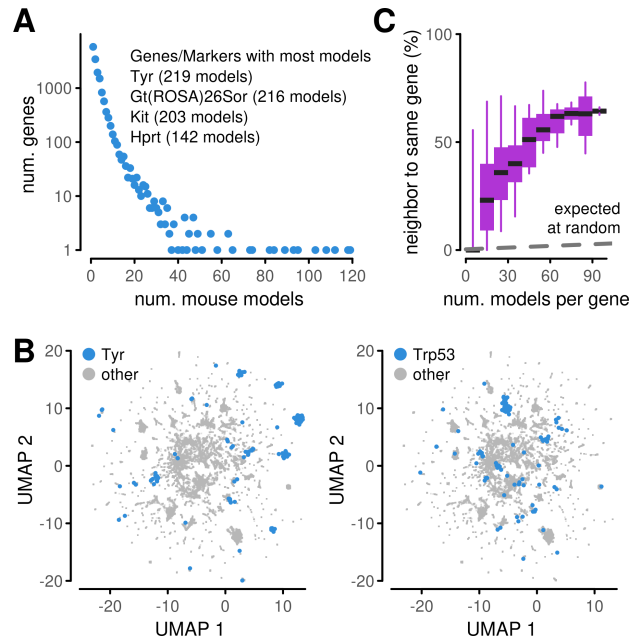 A
num. genes
1000
100
10
1
Genes/Markers with most models
Tyr (219 models)
Gt(ROSA)26Sor (216 models)
Kit (203 models)
Hprt (142 models)
0 20 40 60 80 100 120
num. mouse models
C
neighbor to same gene (%)
100
50
0
expected
at random
0 30 60 90
num. models per gene
B
UMAP 2
20
10
0
-10
-20
Tyr
other
-20 -10 0 10
UMAP 1
UMAP 2
20
10
0
-10
-20
Trp53
other
-20 -10 0 10
UMAP 1